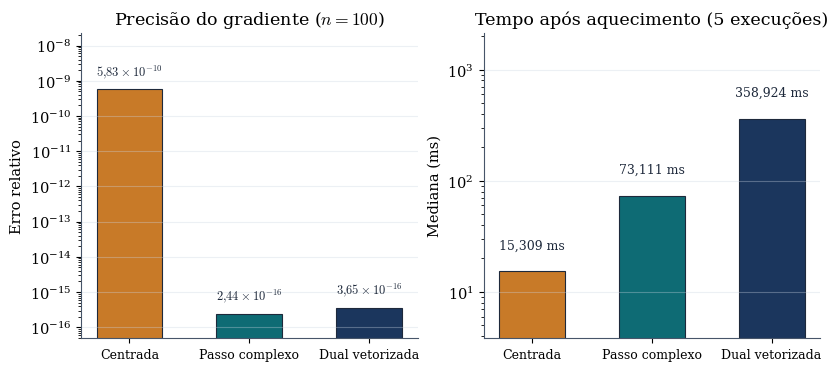 Precisão do gradiente (n = 100)
Erro relativo
10⁻⁸
10⁻⁹
10⁻¹⁰
10⁻¹¹
10⁻¹²
10⁻¹³
10⁻¹⁴
10⁻¹⁵
10⁻¹⁶
5,83 × 10⁻¹⁰
2,44 × 10⁻¹⁶
3,65 × 10⁻¹⁶
Centrada
Passo complexo
Dual vetorizada
Tempo após aquecimento (5 execuções)
Mediana (ms)
10³
10²
10¹
15,309 ms
73,111 ms
358,924 ms
Centrada
Passo complexo
Dual vetorizada